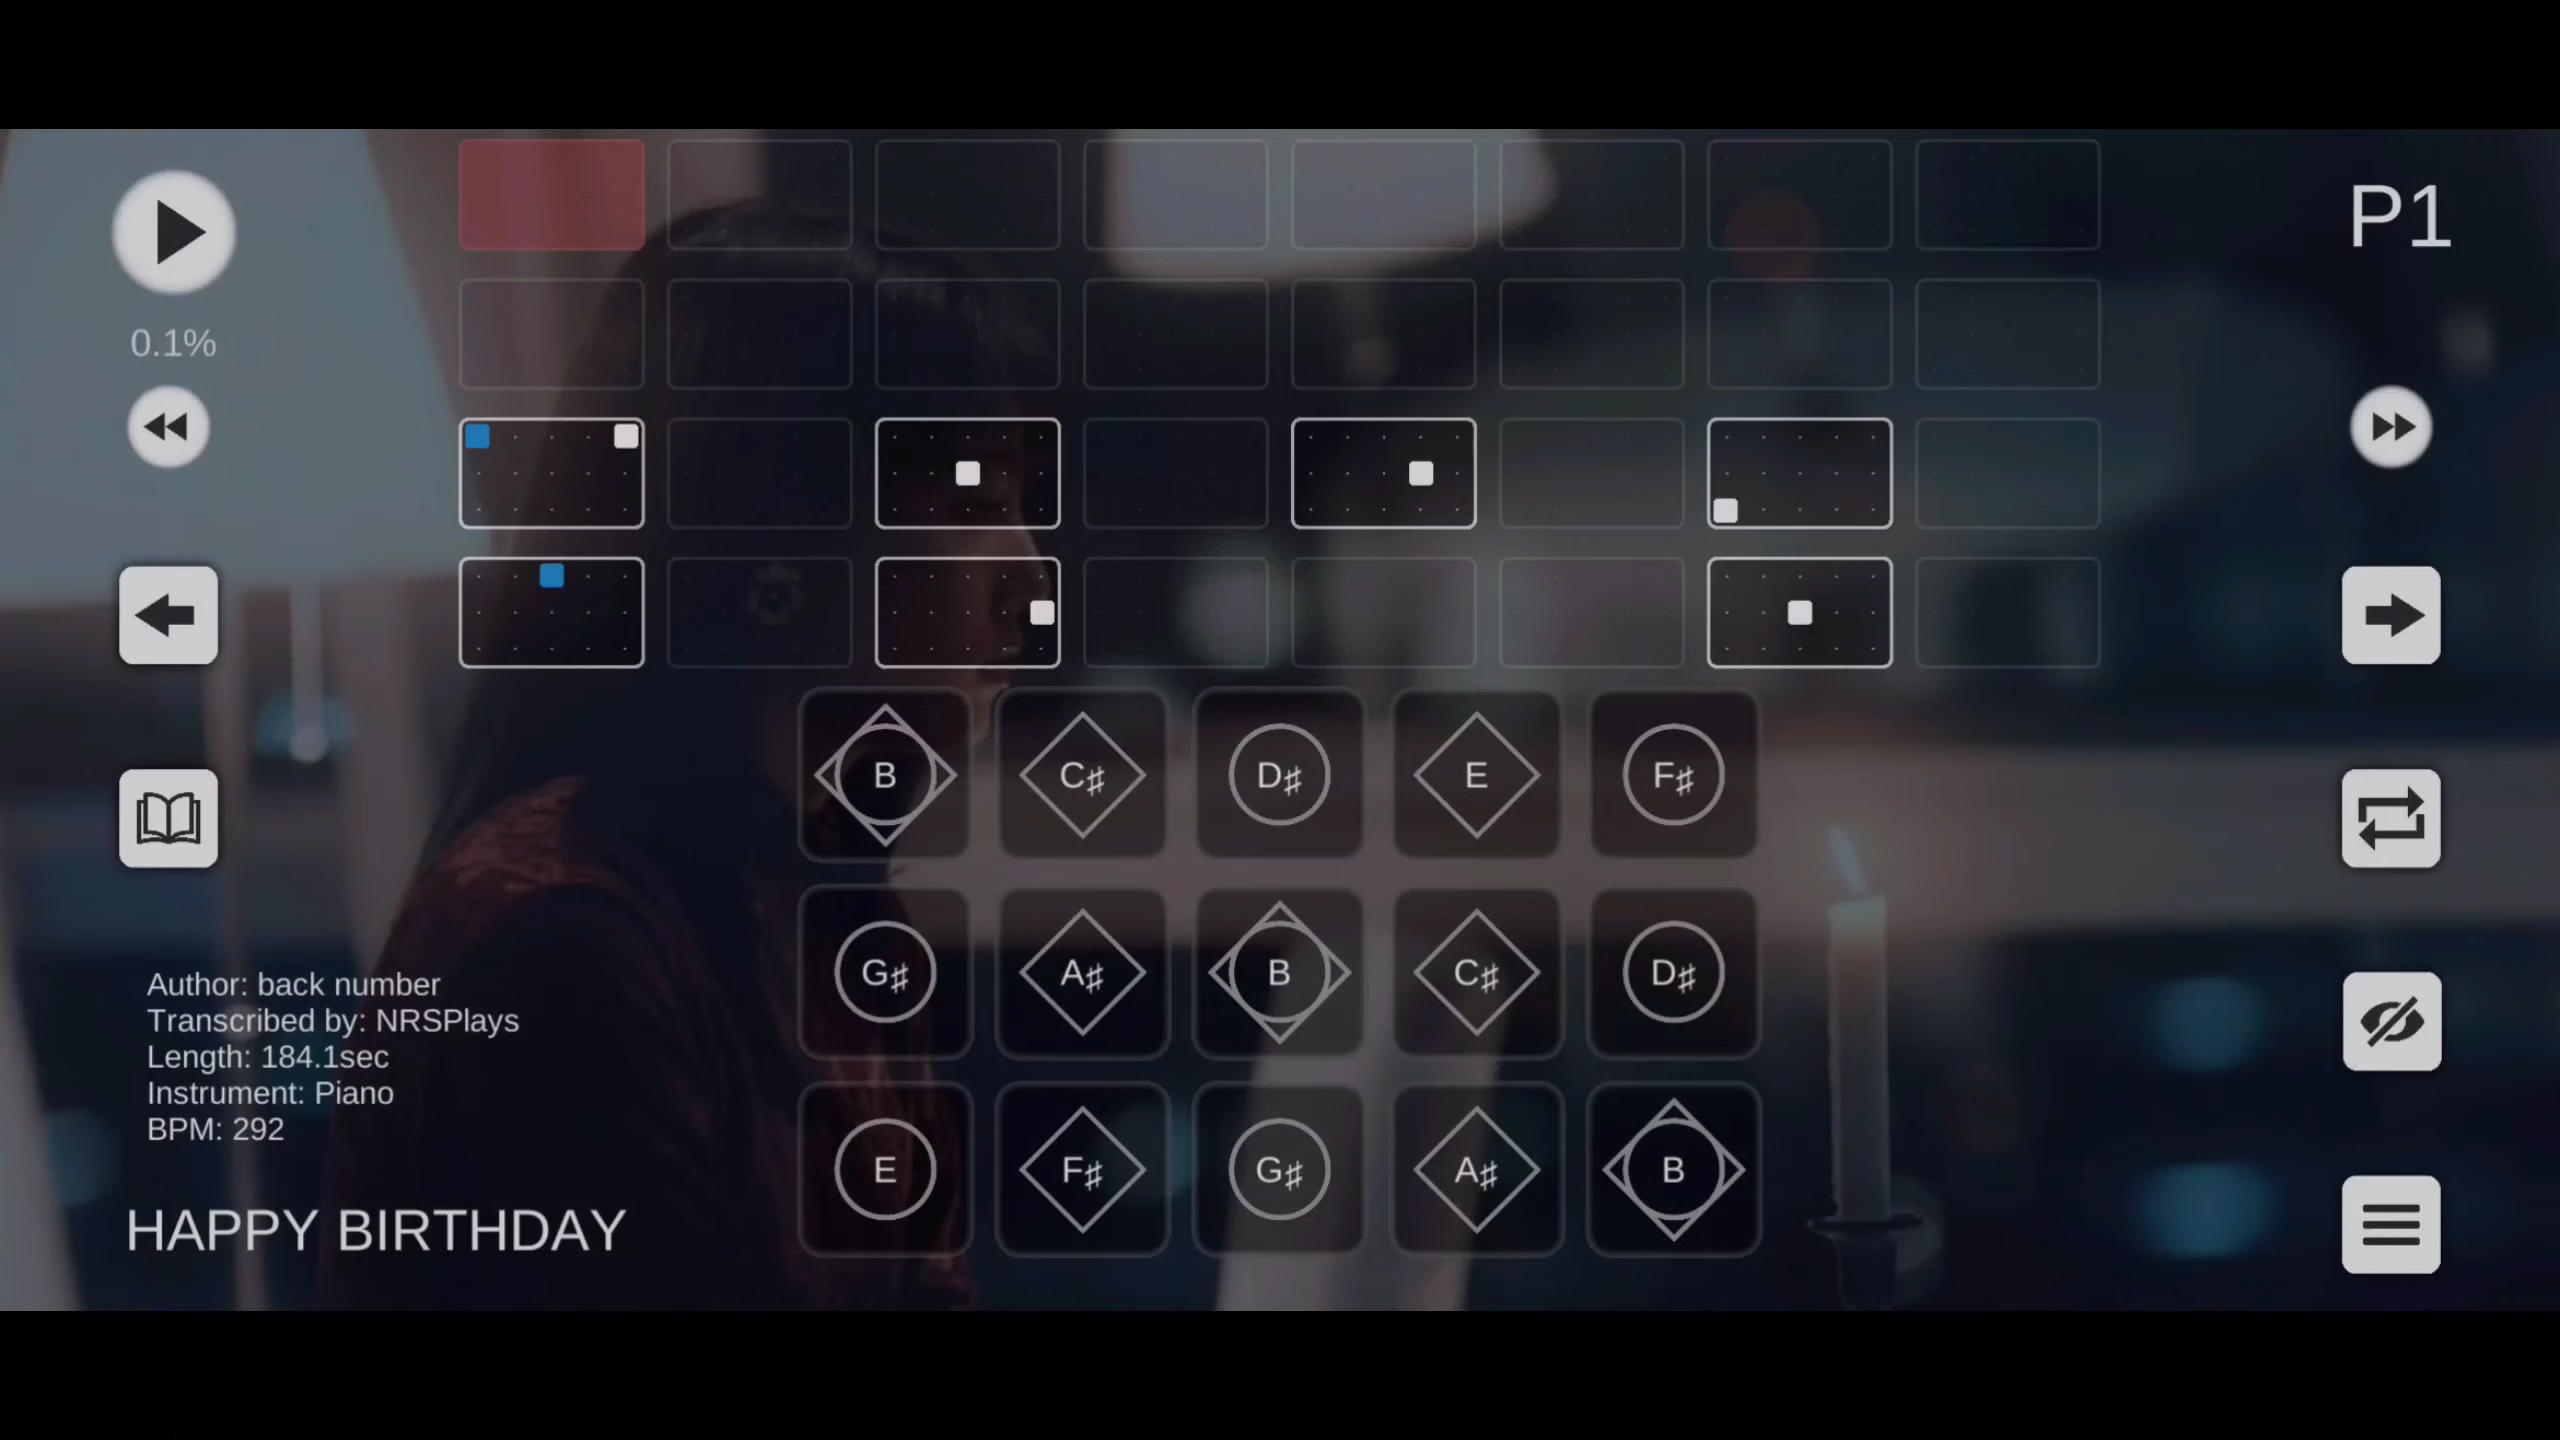 P1
0.1%
B C♯ D♯ E F♯
G♯ A♯ B C♯ D♯
E F♯ G♯ A♯ B
Author: back number
Transcribed by: NRSPlays
Length: 184.1sec
Instrument: Piano
BPM: 292
HAPPY BIRTHDAY